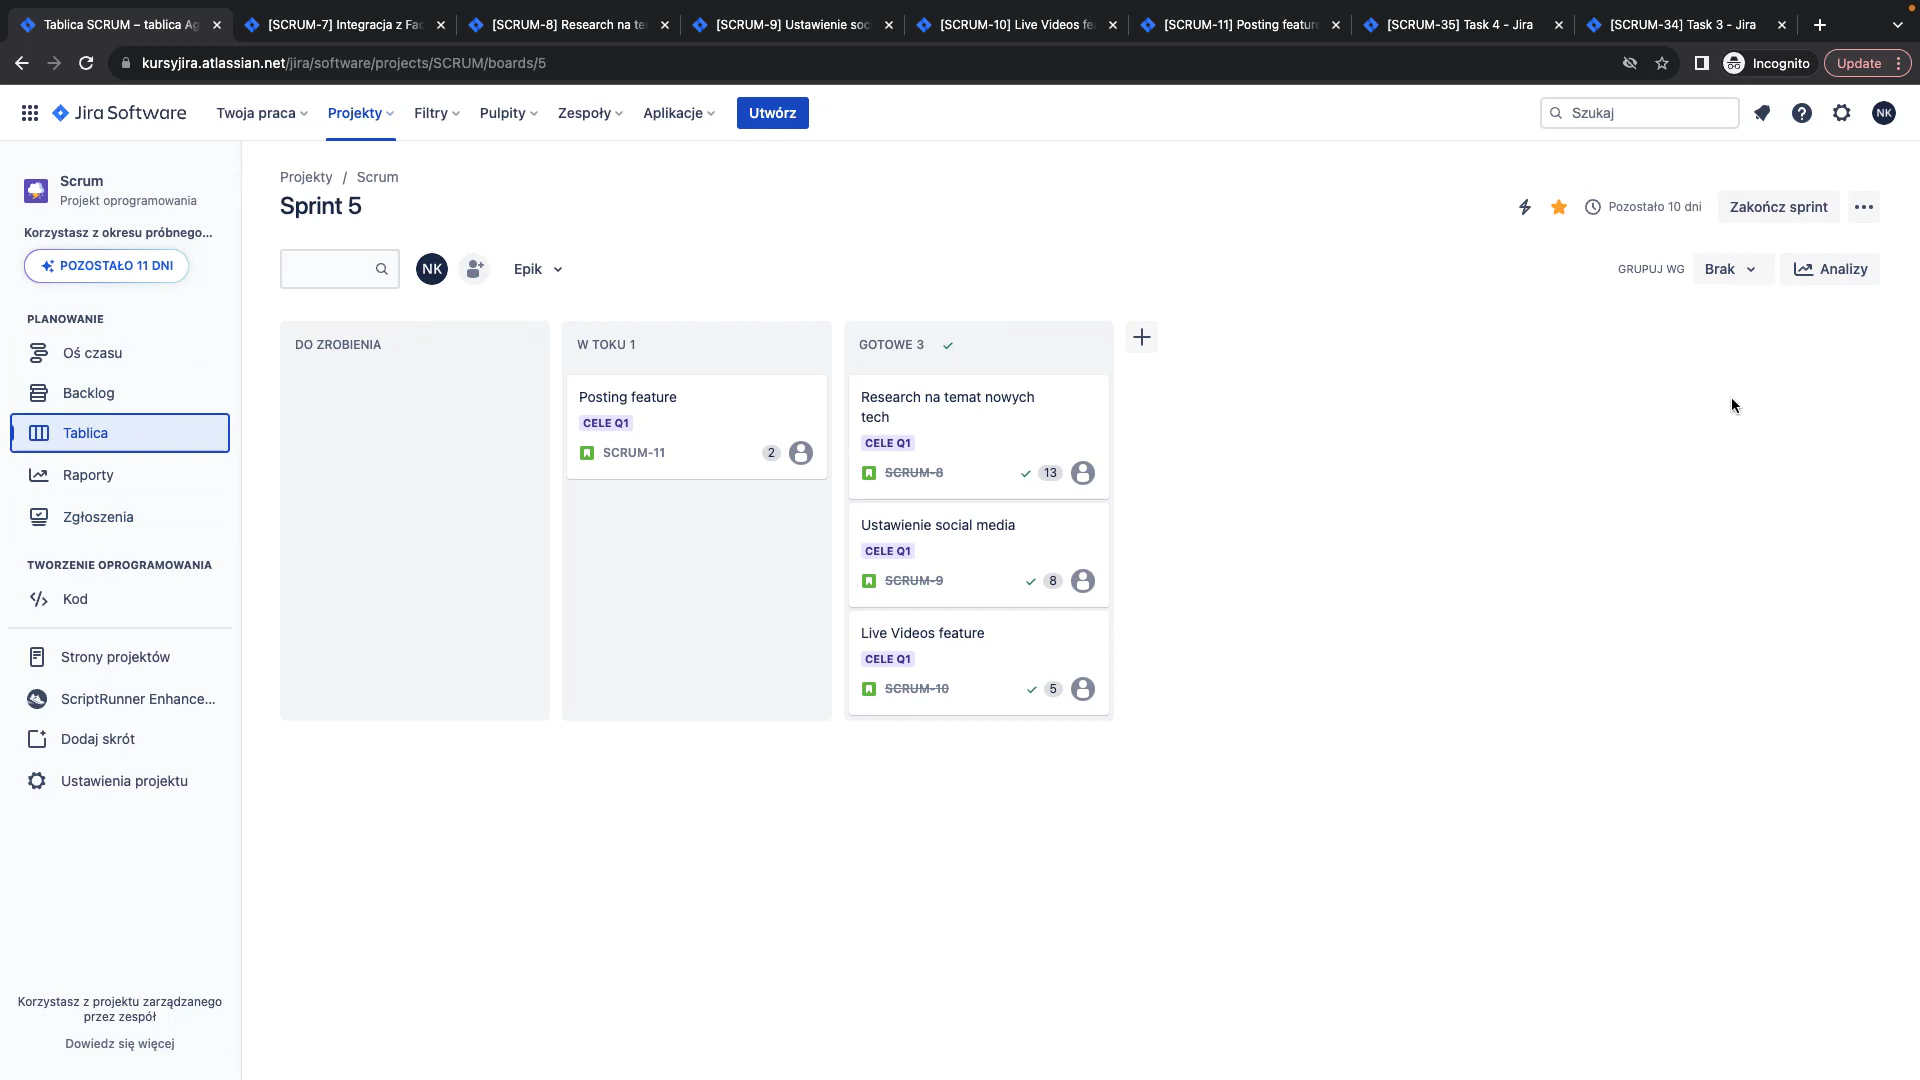 Tablica SCRUM – tablica Ag
[SCRUM-7] Integracja z Fac
[SCRUM-8] Research na te
[SCRUM-9] Ustawienie soc
[SCRUM-10] Live Videos fe
[SCRUM-11] Posting feature
[SCRUM-35] Task 4 - Jira
[SCRUM-34] Task 3 - Jira
kursyjira.atlassian.net/jira/software/projects/SCRUM/boards/5
Incognito
Update
Jira Software
Twoja praca
Projekty
Filtry
Pulpity
Zespoły
Aplikacje
Utwórz
Szukaj
NK
Scrum
Projekt oprogramowania
Korzystasz z okresu próbnego...
POZOSTAŁO 11 DNI
PLANOWANIE
Oś czasu
Backlog
Tablica
Raporty
Zgłoszenia
TWORZENIE OPROGRAMOWANIA
Kod
Strony projektów
ScriptRunner Enhance...
Dodaj skrót
Ustawienia projektu
Korzystasz z projektu zarządzanego
przez zespół
Dowiedz się więcej
Projekty / Scrum
Sprint 5
Pozostało 10 dni
Zakończ sprint
NK
Epik
GRUPUJ WG
Brak
Analizy
DO ZROBIENIA
W TOKU 1
Posting feature
CELE Q1
SCRUM-11
2
GOTOWE 3
Research na temat nowych
tech
CELE Q1
SCRUM-8
13
Ustawienie social media
CELE Q1
SCRUM-9
8
Live Videos feature
CELE Q1
SCRUM-10
5